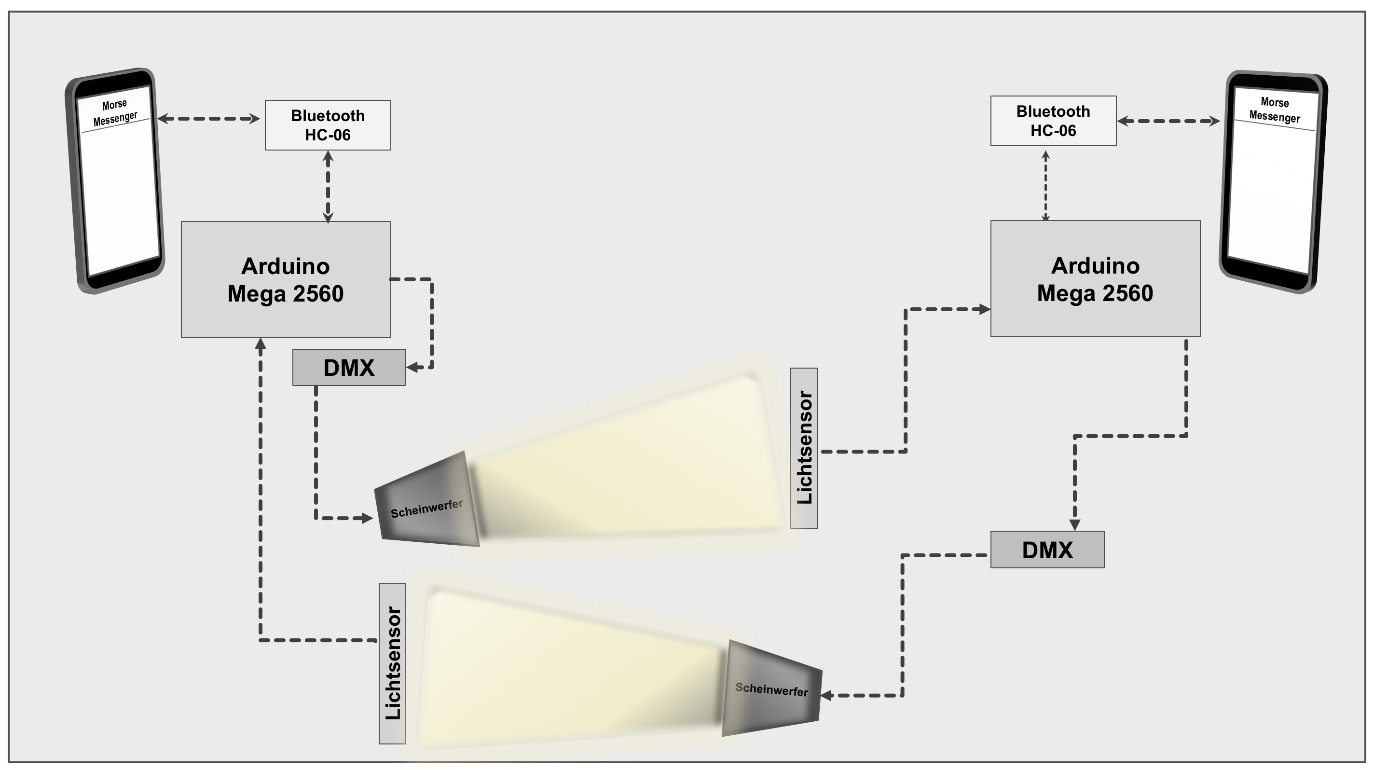 Morse
Messenger
Bluetooth
HC-06
Bluetooth
HC-06
Morse
Messenger
Arduino
Mega 2560
Arduino
Mega 2560
DMX
Lichtsensor
Scheinwerfer
DMX
Lichtsensor
Scheinwerfer